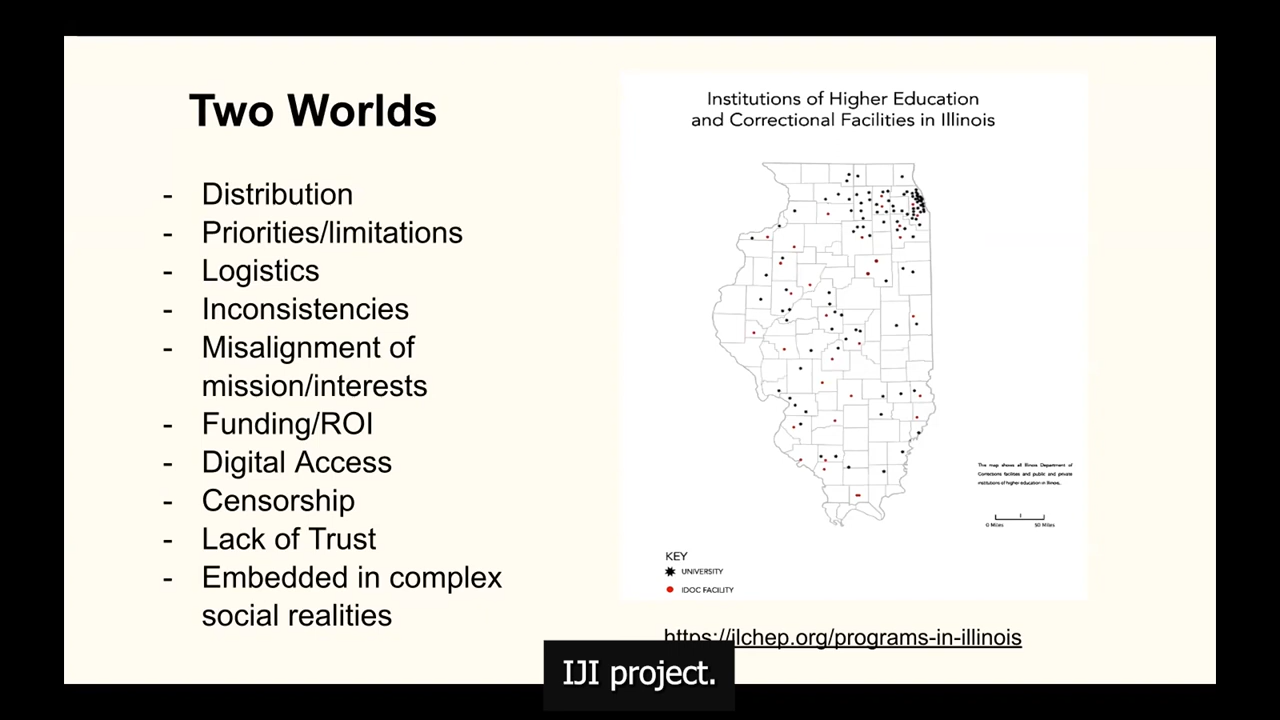 Two Worlds
- Distribution
- Priorities/limitations
- Logistics
- Inconsistencies
- Misalignment of
mission/interests
- Funding/ROI
- Digital Access
- Censorship
- Lack of Trust
- Embedded in complex
social realities
Institutions of Higher Education
and Correctional Facilities in Illinois
This map shows all Illinois Department of
Corrections facilities and public and private
institutions of higher education in Illinois.
0 Miles 50 Miles
KEY
UNIVERSITY
IDOC FACILITY
https://ilchep.org/programs-in-illinois
IJI project.